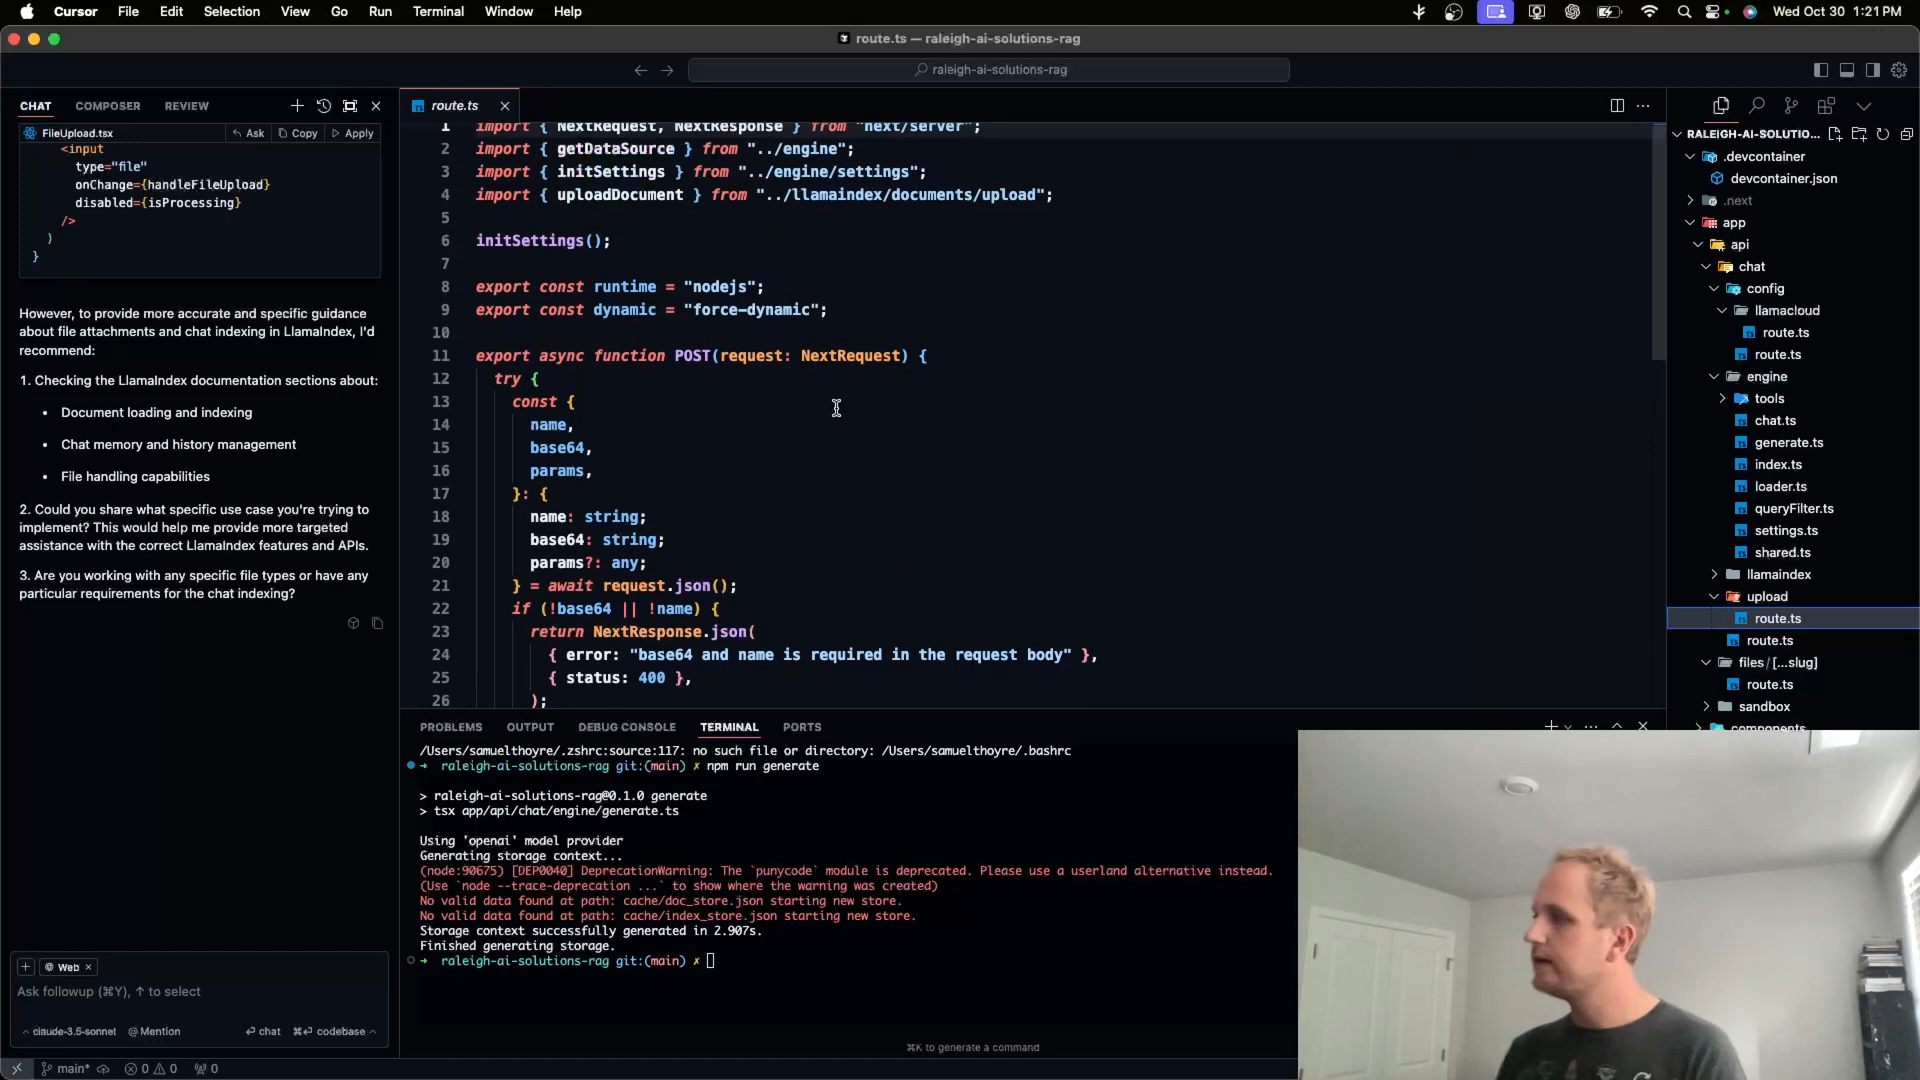 Cursor File Edit Selection View Go Run Terminal Window Help
Wed Oct 30 1:21 PM
route.ts — raleigh-ai-solutions-rag
raleigh-ai-solutions-rag
CHAT COMPOSER REVIEW
FileUpload.tsx Ask Copy Apply
<input
type="file"
onChange={handleFileUpload}
disabled={isProcessing}
/>
)
}
However, to provide more accurate and specific guidance
about file attachments and chat indexing in LlamaIndex, I'd
recommend:
1. Checking the LlamaIndex documentation sections about:
• Document loading and indexing
• Chat memory and history management
• File handling capabilities
2. Could you share what specific use case you're trying to
implement? This would help me provide more targeted
assistance with the correct LlamaIndex features and APIs.
3. Are you working with any specific file types or have any
particular requirements for the chat indexing?
Web
Ask followup (⌘Y), ↑ to select
claude-3.5-sonnet @ Mention chat ⌘ codebase
route.ts
1 import { NextRequest, NextResponse } from "next/server";
2 import { getDataSource } from "../engine";
3 import { initSettings } from "../engine/settings";
4 import { uploadDocument } from "../llamaindex/documents/upload";
5
6 initSettings();
7
8 export const runtime = "nodejs";
9 export const dynamic = "force-dynamic";
10
11 export async function POST(request: NextRequest) {
12 try {
13 const {
14 name,
15 base64,
16 params,
17 }: {
18 name: string;
19 base64: string;
20 params?: any;
21 } = await request.json();
22 if (!base64 || !name) {
23 return NextResponse.json(
24 { error: "base64 and name is required in the request body" },
25 { status: 400 },
26 );
PROBLEMS OUTPUT DEBUG CONSOLE TERMINAL PORTS
/Users/samuelthoyre/.zshrc:source:117: no such file or directory: /Users/samuelthoyre/.bashrc
➜ raleigh-ai-solutions-rag git:(main) ✗ npm run generate
> raleigh-ai-solutions-rag@0.1.0 generate
> tsx app/api/chat/engine/generate.ts
Using 'openai' model provider
Generating storage context...
(node:90675) [DEP0040] DeprecationWarning: The `punycode` module is deprecated. Please use a userland alternative instead.
(Use `node --trace-deprecation ...` to show where the warning was created)
No valid data found at path: cache/doc_store.json starting new store.
No valid data found at path: cache/index_store.json starting new store.
Storage context successfully generated in 2.907s.
Finished generating storage.
➜ raleigh-ai-solutions-rag git:(main) ✗
⌘K to generate a command
RALEIGH-AI-SOLUTIO...
.devcontainer
devcontainer.json
.next
app
api
chat
config
llamacloud
route.ts
route.ts
engine
tools
chat.ts
generate.ts
index.ts
loader.ts
queryFilter.ts
settings.ts
shared.ts
llamaindex
upload
route.ts
route.ts
files/[...slug]
route.ts
sandbox
components
main* 0 0 0